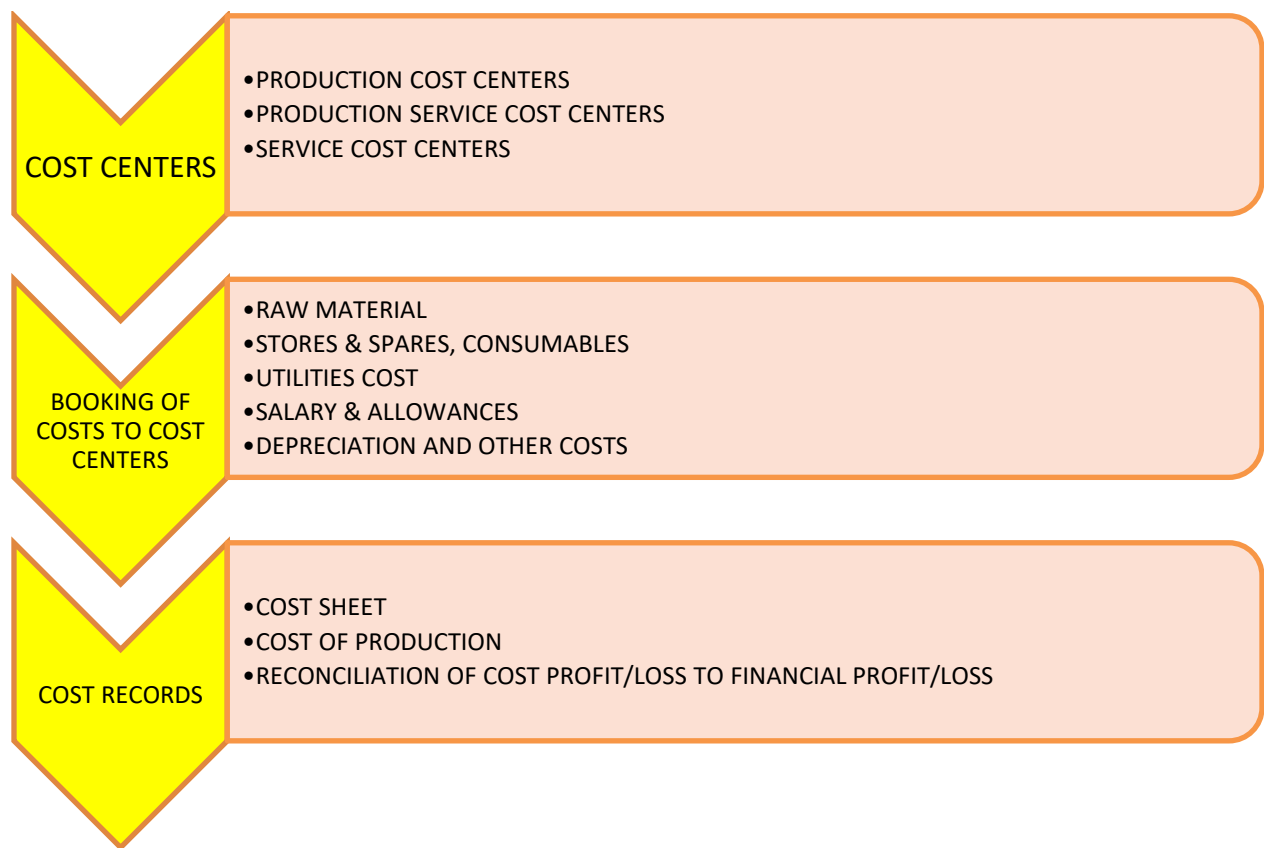 COST CENTERS
•PRODUCTION COST CENTERS
•PRODUCTION SERVICE COST CENTERS
•SERVICE COST CENTERS
BOOKING OF
COSTS TO COST
CENTERS
•RAW MATERIAL
•STORES & SPARES, CONSUMABLES
•UTILITIES COST
•SALARY & ALLOWANCES
•DEPRECIATION AND OTHER COSTS
COST RECORDS
•COST SHEET
•COST OF PRODUCTION
•RECONCILIATION OF COST PROFIT/LOSS TO FINANCIAL PROFIT/LOSS